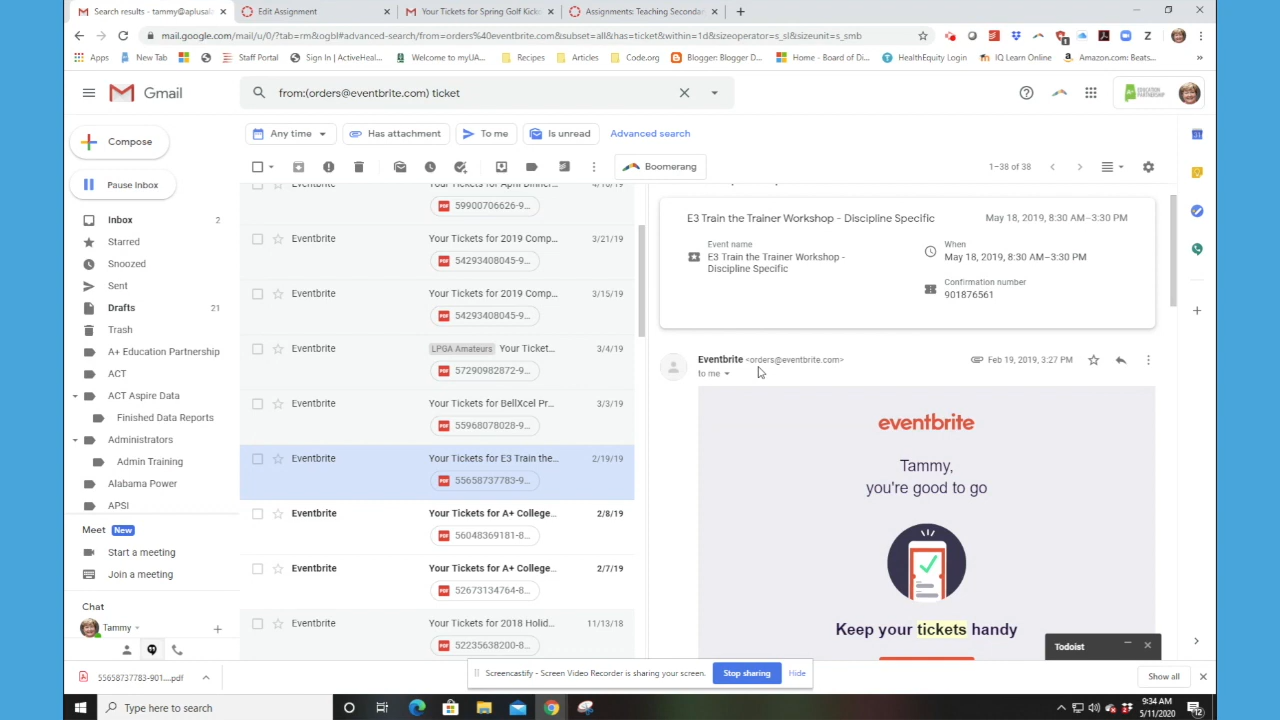 Search results - tammy@aplusal
Edit Assignment
Your Tickets for Spring Golf Kick
Assignments: Teaching Seconda
mail.google.com/mail/u/0/?tab=rm&ogbl#advanced-search/from=orders%40eventbrite.com&subset=all&has=ticket&within=1d&sizeoperator=s_sl&sizeunit=s_smb
Apps
New Tab
Staff Portal
Sign In | ActiveHeal...
Welcome to myUA...
Recipes
Articles
Code.org
Blogger: Blogger D...
Home - Board of Di...
HealthEquity Login
IQ Learn Online
Amazon.com: Beats...
»
Gmail
from:(orders@eventbrite.com) ticket
EDUCATION
PARTNERSHIP
Any time
Has attachment
To me
Is unread
Advanced search
Compose
Boomerang
1–38 of 38
Pause Inbox
Inbox 2
Starred
Snoozed
Sent
Drafts 21
Trash
A+ Education Partnership
ACT
ACT Aspire Data
Finished Data Reports
Administrators
Admin Training
Alabama Power
APSI
Meet New
Start a meeting
Join a meeting
Chat
Tammy
Eventbrite Your Tickets for April Dinner... 4/10/19
59900706626-9...
Eventbrite Your Tickets for 2019 Comp... 3/21/19
54293408045-9...
Eventbrite Your Tickets for 2019 Comp... 3/15/19
54293408045-9...
Eventbrite LPGA Amateurs Your Ticket... 3/4/19
57290982872-9...
Eventbrite Your Tickets for BellXcel Pr... 3/3/19
55968078028-9...
Eventbrite Your Tickets for E3 Train the... 2/19/19
55658737783-9...
Eventbrite Your Tickets for A+ College... 2/8/19
56048369181-8...
Eventbrite Your Tickets for A+ College... 2/7/19
52673134764-8...
Eventbrite Your Tickets for 2018 Holid... 11/13/18
52235638200-8...
E3 Train the Trainer Workshop - Discipline Specific May 18, 2019, 8:30 AM–3:30 PM
Event name
E3 Train the Trainer Workshop -
Discipline Specific
When
May 18, 2019, 8:30 AM–3:30 PM
Confirmation number
901876561
Eventbrite <orders@eventbrite.com> Feb 19, 2019, 3:27 PM
to me
eventbrite
Tammy,
you're good to go
Keep your tickets handy
Todoist
Screencastify - Screen Video Recorder is sharing your screen.
Stop sharing
Hide
55658737783-901....pdf
Show all
Type here to search
9:34 AM
5/11/2020